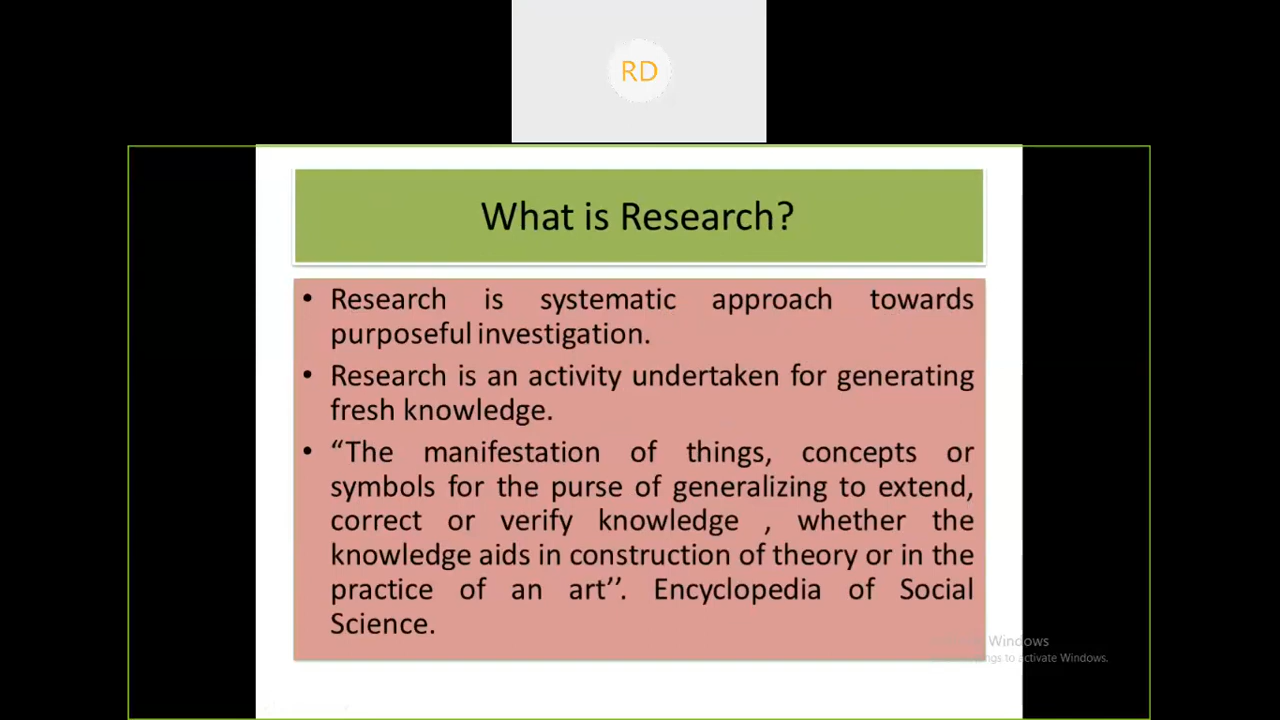 RD
What is Research?
• Research is systematic approach towards
purposeful investigation.
• Research is an activity undertaken for generating
fresh knowledge.
• “The manifestation of things, concepts or
symbols for the purse of generalizing to extend,
correct or verify knowledge , whether the
knowledge aids in construction of theory or in the
practice of an art’’. Encyclopedia of Social
Science.
Windows
to activate Windows.